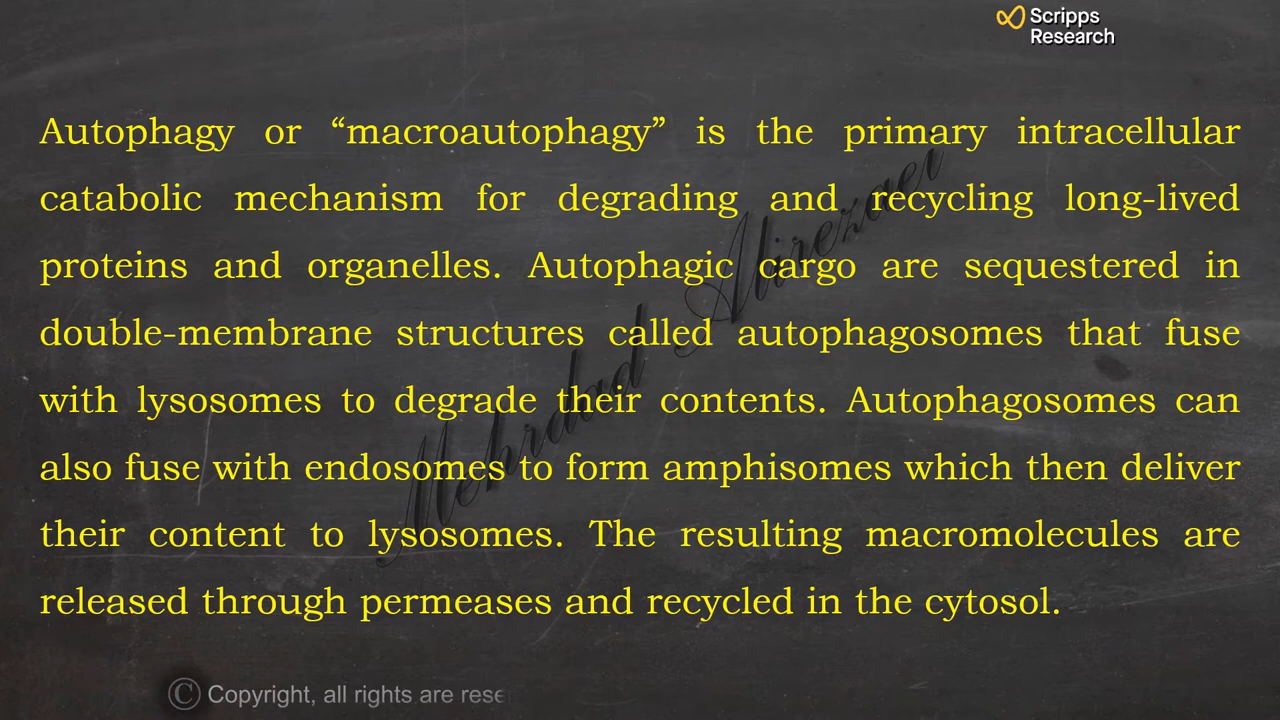 Scripps
Research
Autophagy or “macroautophagy” is the primary intracellular
catabolic mechanism for degrading and recycling long-lived
proteins and organelles. Autophagic cargo are sequestered in
double-membrane structures called autophagosomes that fuse
with lysosomes to degrade their contents. Autophagosomes can
also fuse with endosomes to form amphisomes which then deliver
their content to lysosomes. The resulting macromolecules are
released through permeases and recycled in the cytosol.
Mehrdad Alirezaei
© Copyright, all rights are rese